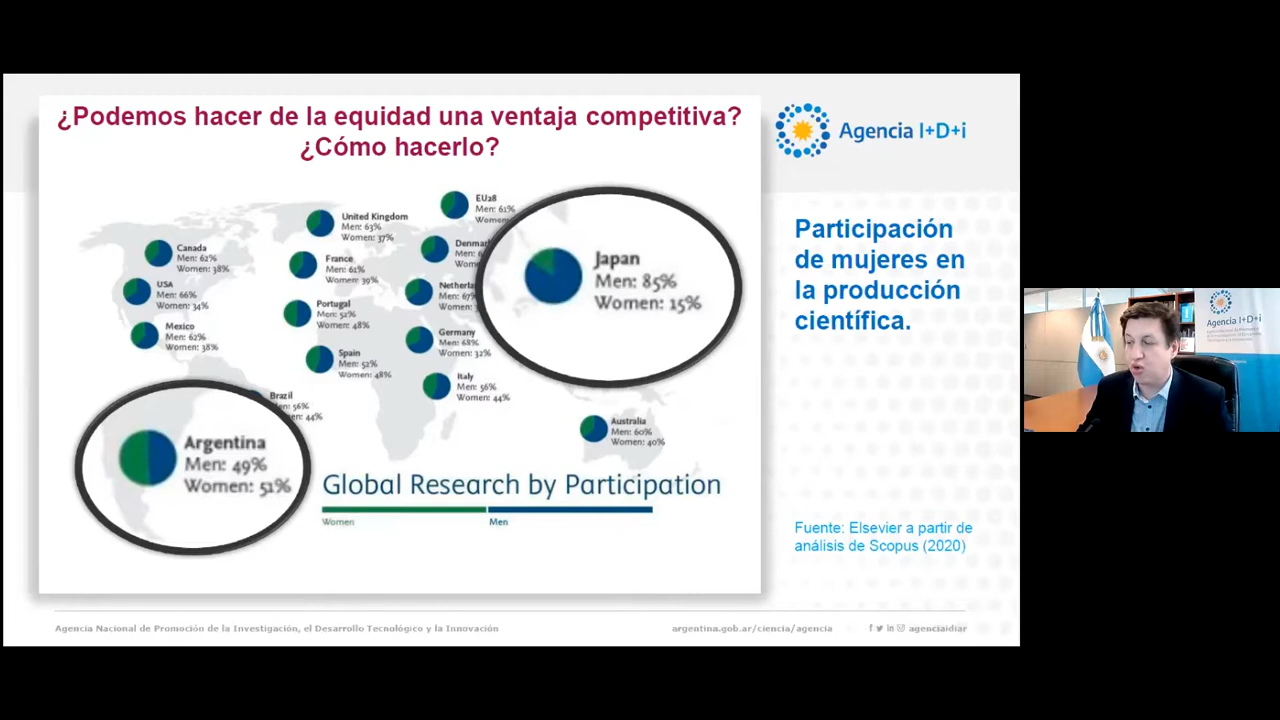 ¿Podemos hacer de la equidad una ventaja competitiva?
¿Cómo hacerlo?
Agencia I+D+i
Participación
de mujeres en
la producción
científica.
EU28
Men: 61%
Women
United Kingdom
Men: 63%
Women: 37%
Canada
Men: 62%
Women: 38%
France
Men: 61%
Women: 39%
USA
Men: 66%
Women: 34%
Portugal
Men: 52%
Women: 48%
Men: 67%
Mexico
Men: 62%
Women: 38%
Germany
Men: 68%
Women: 32%
Spain
Men: 52%
Women: 48%
Italy
Men: 56%
Women: 44%
Japan
Men: 85%
Women: 15%
Brazil
56%
44%
Argentina
Men: 49%
Women: 51%
Australia
Men: 60%
Women: 40%
Global Research by Participation
Women
Men
Fuente: Elsevier a partir de
análisis de Scopus (2020)
Agencia Nacional de Promoción de la Investigación, el Desarrollo Tecnológico y la Innovación
argentina.gob.ar/ciencia/agencia
agenciaidiar
Agencia I+D+i